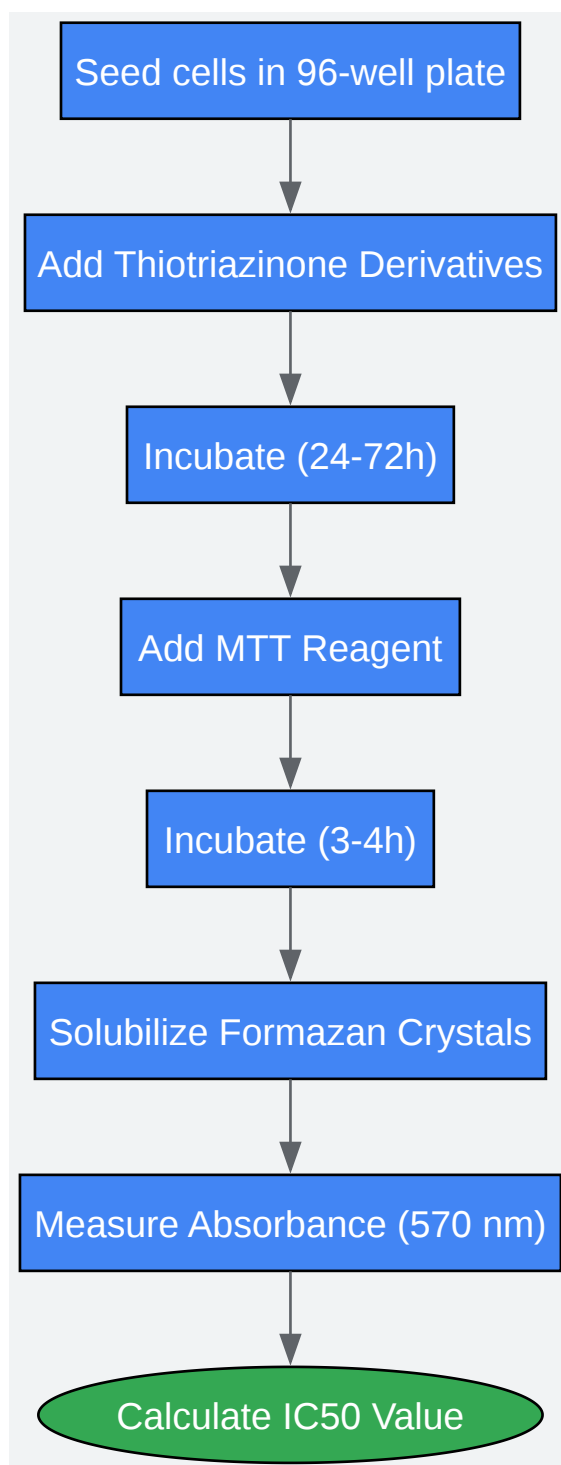 Seed cells in 96-well plate
Add Thiotriazinone Derivatives
Incubate (24-72h)
Add MTT Reagent
Incubate (3-4h)
Solubilize Formazan Crystals
Measure Absorbance (570 nm)
Calculate IC50 Value